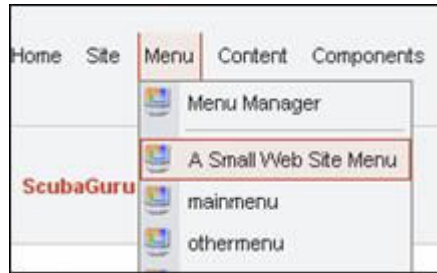 Home Site Menu Content Components
Menu Manager
A Small Web Site Menu
ScubaGuru
mainmenu
othermenu